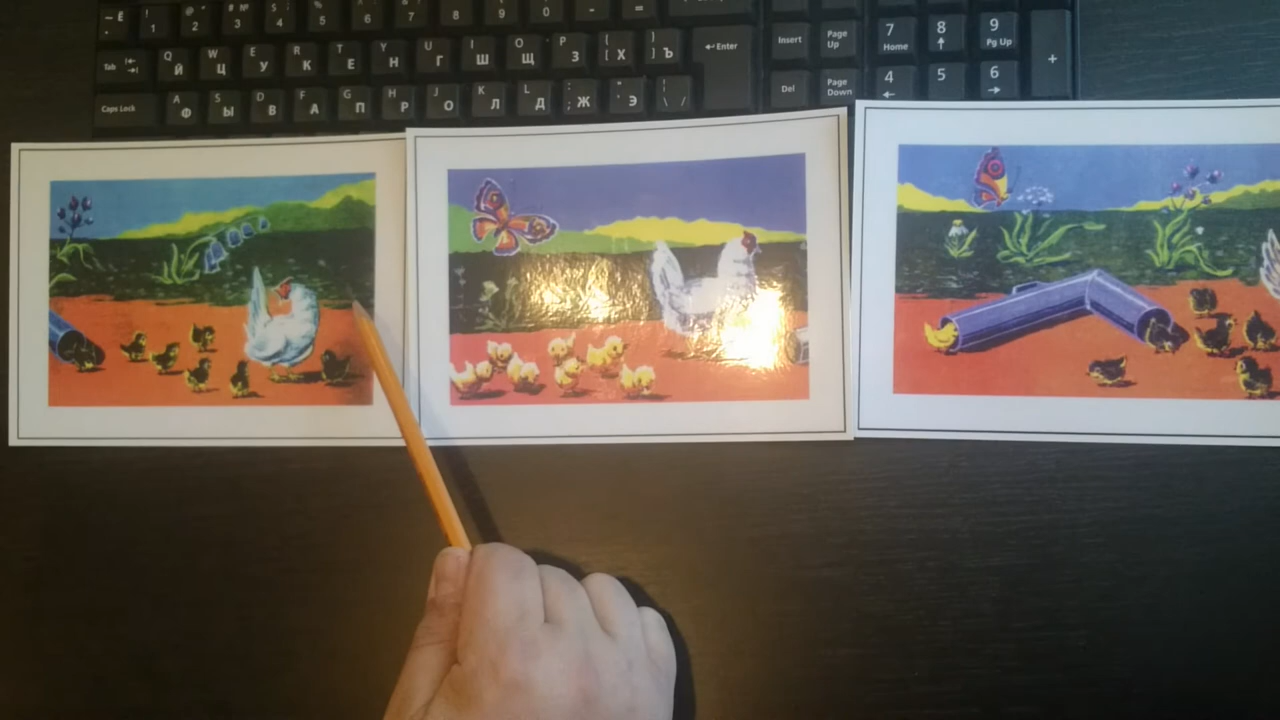 ~ Ё ! 1 @ " 2 # № 3 $ ; 4 % 5 6 7 8 9 0 - =
Tab Q Й W Ц E У R К T Е Y Н U Г I Ш O Щ P З { [ Х } ] Ъ Enter Insert Page Up 7 Home 8 9 Pg Up +
Caps Lock A Ф S Ы D В F А G П H Р J О K Л L Д : ; Ж " ' Э | \ / Del Page Down 4 5 6